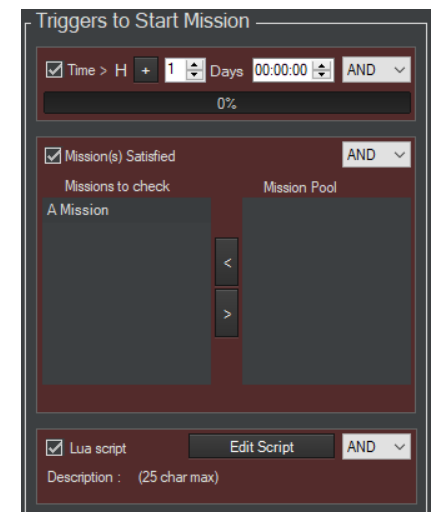 Triggers to Start Mission
Time > H + 1 Days 00:00:00 AND
0%
Mission(s) Satisfied AND
Missions to check Mission Pool
A Mission
<
>
Lua script Edit Script AND
Description : (25 char max)